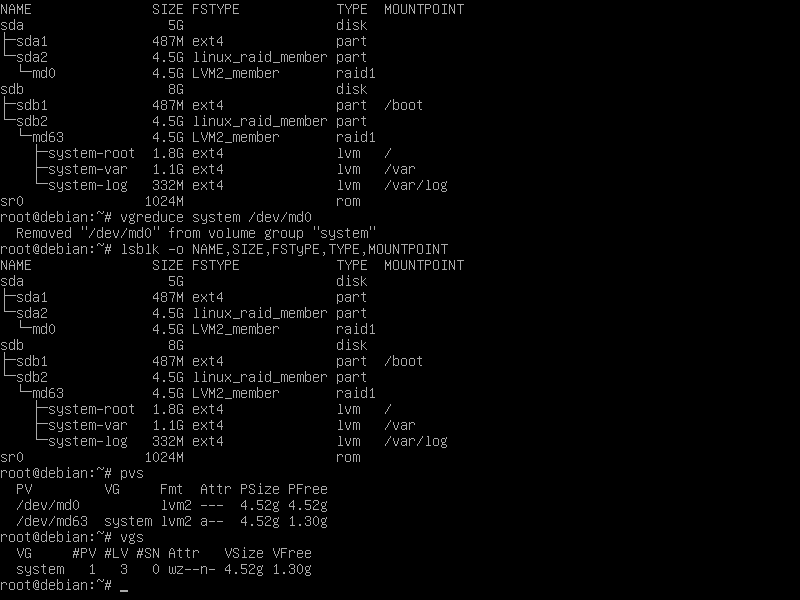 NAME SIZE FSTYPE TYPE MOUNTPOINT
sda 5G disk
├─sda1 487M ext4 part
└─sda2 4.5G linux_raid_member part
└─md0 4.5G LVM2_member raid1
sdb 8G disk
├─sdb1 487M ext4 part /boot
└─sdb2 4.5G linux_raid_member part
└─md63 4.5G LVM2_member raid1
├─system-root 1.8G ext4 lvm /
├─system-var 1.1G ext4 lvm /var
└─system-log 332M ext4 lvm /var/log
sr0 1024M rom
root@debian:~# vgreduce system /dev/md0
Removed "/dev/md0" from volume group "system"
root@debian:~# lsblk -o NAME,SIZE,FSTyPE,TYPE,MOUNTPOINT
NAME SIZE FSTYPE TYPE MOUNTPOINT
sda 5G disk
├─sda1 487M ext4 part
└─sda2 4.5G linux_raid_member part
└─md0 4.5G LVM2_member raid1
sdb 8G disk
├─sdb1 487M ext4 part /boot
└─sdb2 4.5G linux_raid_member part
└─md63 4.5G LVM2_member raid1
├─system-root 1.8G ext4 lvm /
├─system-var 1.1G ext4 lvm /var
└─system-log 332M ext4 lvm /var/log
sr0 1024M rom
root@debian:~# pvs
PV VG Fmt Attr PSize PFree
/dev/md0 lvm2 --- 4.52g 4.52g
/dev/md63 system lvm2 a-- 4.52g 1.30g
root@debian:~# vgs
VG #PV #LV #SN Attr VSize VFree
system 1 3 0 wz--n- 4.52g 1.30g
root@debian:~# _